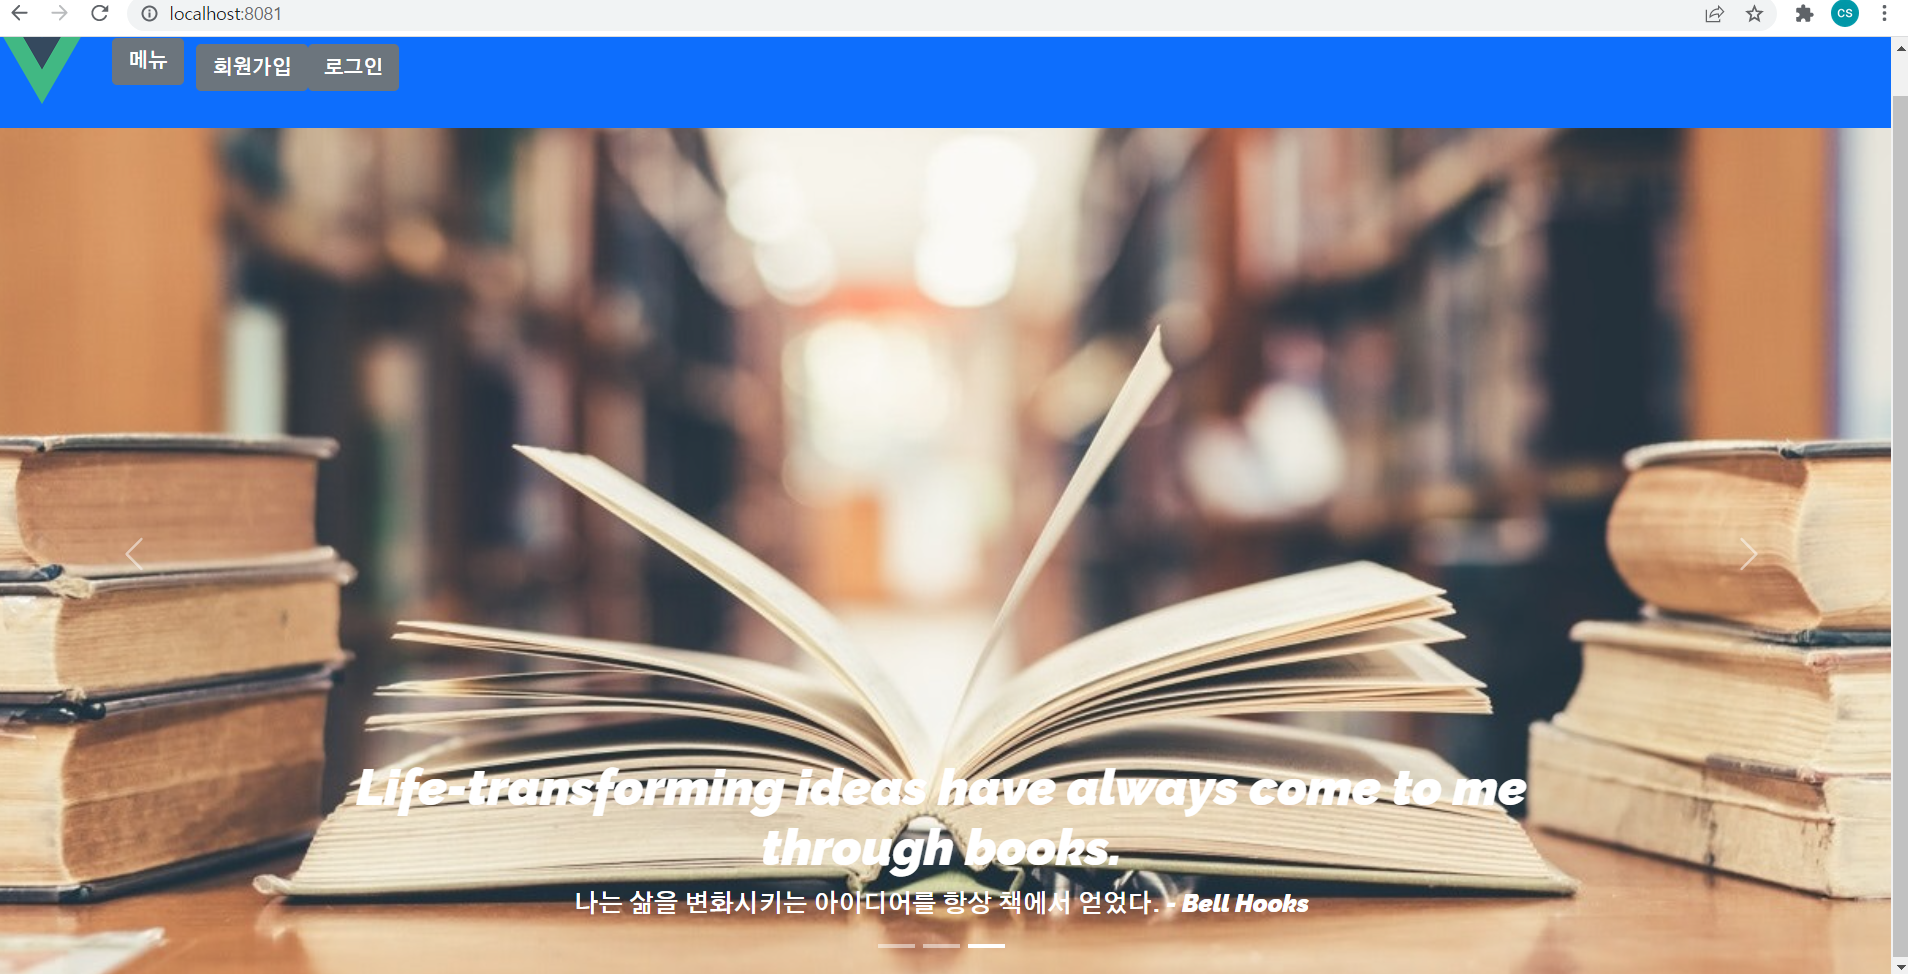 localhost:8081
CS
메뉴
회원가입
로그인
Life-transforming ideas have always come to me
through books.
나는 삶을 변화시키는 아이디어를 항상 책에서 얻었다. - Bell Hooks